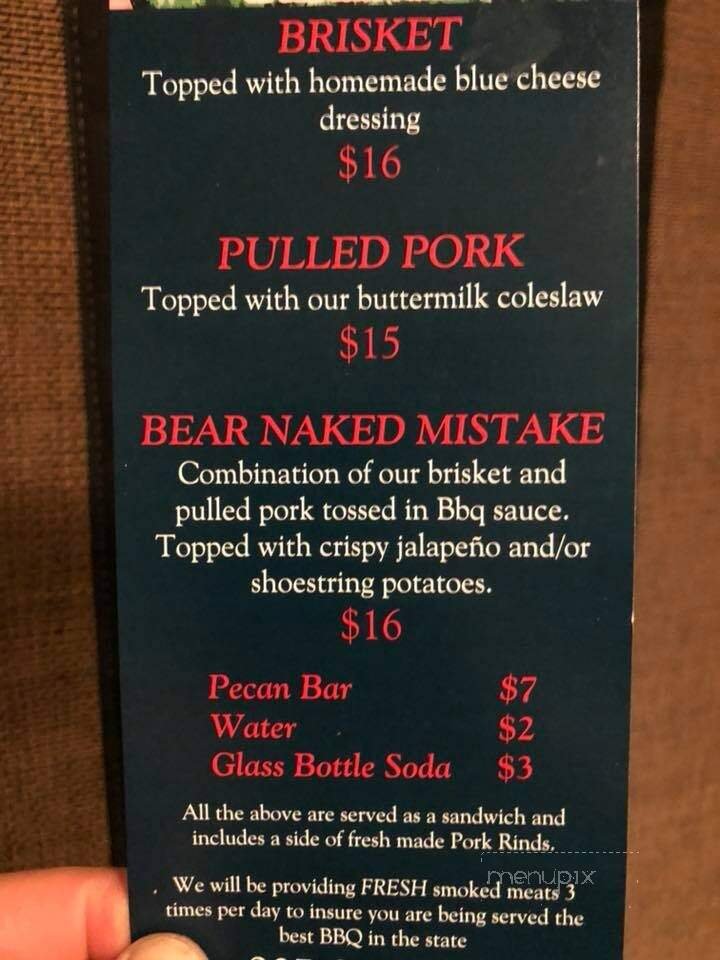 BRISKET
Topped with homemade blue cheese
dressing
$16
PULLED PORK
Topped with our buttermilk coleslaw
$15
BEAR NAKED MISTAKE
Combination of our brisket and
pulled pork tossed in Bbq sauce.
Topped with crispy jalapeño and/or
shoestring potatoes.
$16
Pecan Bar $7
Water $2
Glass Bottle Soda $3
All the above are served as a sandwich and
includes a side of fresh made Pork Rinds.
menupix
We will be providing FRESH smoked meats 3
times per day to insure you are being served the
best BBQ in the state